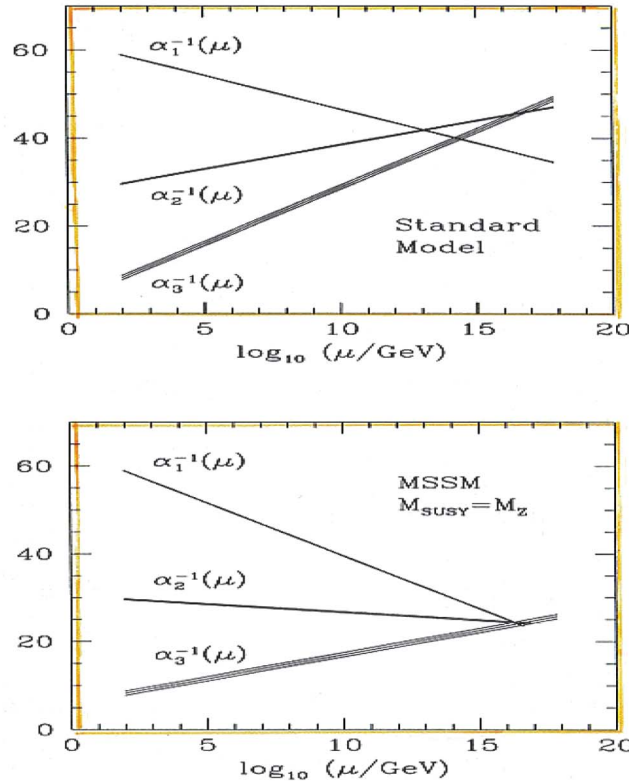 60
α₁⁻¹(μ)
40
α₂⁻¹(μ)
20
Standard
Model
α₃⁻¹(μ)
0
0 5 10 15 20
log₁₀ (μ/GeV)
60
α₁⁻¹(μ)
MSSM
M_SUSY=M_Z
40
α₂⁻¹(μ)
20
α₃⁻¹(μ)
0
0 5 10 15 20
log₁₀ (μ/GeV)